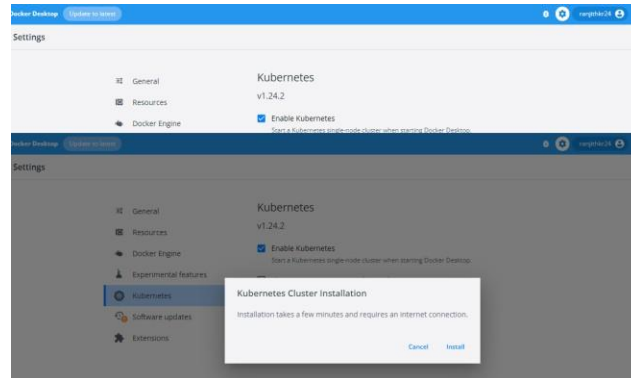 Docker Desktop Update to latest ranjithle24
Settings
General
Resources
Docker Engine
Kubernetes
v1.24.2
Enable Kubernetes
Start a Kubernetes single-node cluster when starting Docker Desktop.
Docker Desktop Update to latest ranjithle24
Settings
General
Resources
Docker Engine
Experimental features
Kubernetes
Software updates
Extensions
Kubernetes
v1.24.2
Enable Kubernetes
Start a Kubernetes single-node cluster when starting Docker Desktop.
Kubernetes Cluster Installation
Installation takes a few minutes and requires an internet connection.
Cancel Install